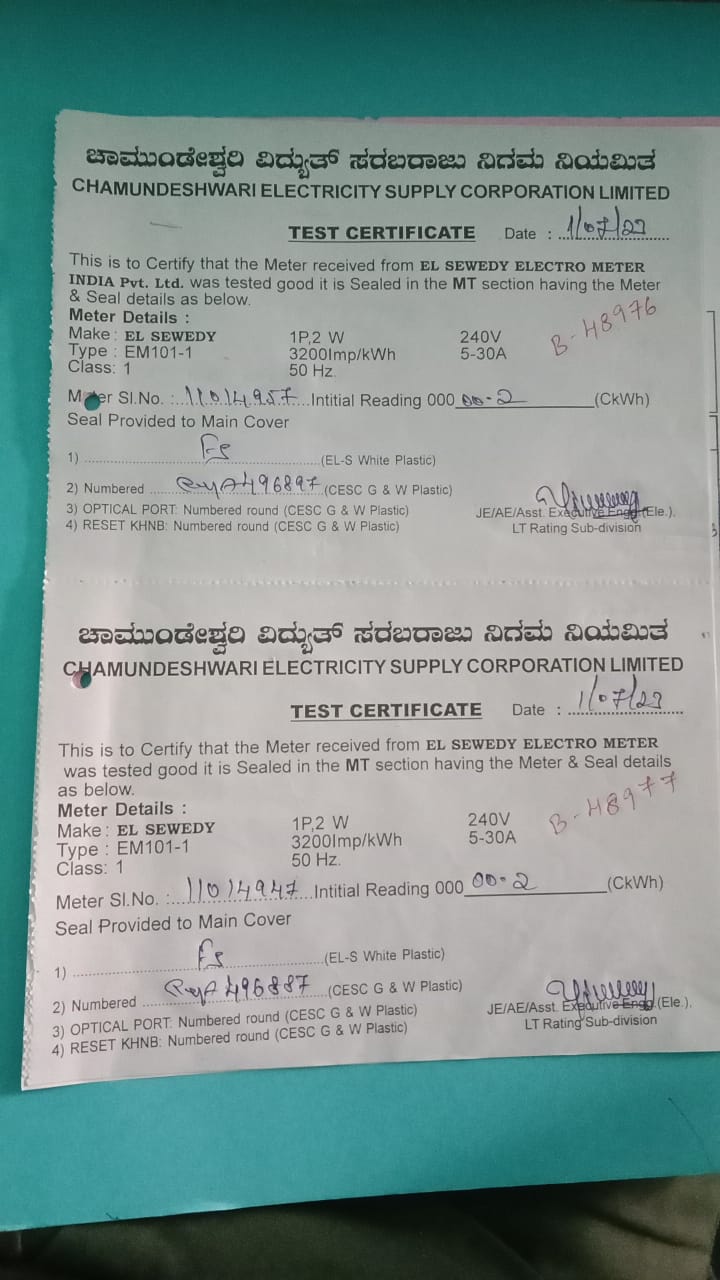 ಚಾಮುಂಡೇಶ್ವರಿ ವಿದ್ಯುತ್ ಸರಬರಾಜು ನಿಗಮ ನಿಯಮಿತ
CHAMUNDESHWARI ELECTRICITY SUPPLY CORPORATION LIMITED
TEST CERTIFICATE Date : 1/07/23
This is to Certify that the Meter received from EL SEWEDY ELECTRO METER
INDIA Pvt. Ltd. was tested good it is Sealed in the MT section having the Meter
& Seal details as below.
Meter Details :
Make : EL SEWEDY 1P,2 W 240V B-48976
Type : EM101-1 3200Imp/kWh 5-30A
Class: 1 50 Hz.
Meter Sl.No. : 11014957 Intitial Reading 000 00-2 (CkWh)
Seal Provided to Main Cover
1) Es (EL-S White Plastic)
2) Numbered 496897 (CESC G & W Plastic)
3) OPTICAL PORT: Numbered round (CESC G & W Plastic) JE/AE/Asst. Executive Engg (Ele.).
4) RESET KHNB: Numbered round (CESC G & W Plastic) LT Rating Sub-division
ಚಾಮುಂಡೇಶ್ವರಿ ವಿದ್ಯುತ್ ಸರಬರಾಜು ನಿಗಮ ನಿಯಮಿತ
CHAMUNDESHWARI ELECTRICITY SUPPLY CORPORATION LIMITED
TEST CERTIFICATE Date : 1/07/23
This is to Certify that the Meter received from EL SEWEDY ELECTRO METER
was tested good it is Sealed in the MT section having the Meter & Seal details
as below.
Meter Details :
Make : EL SEWEDY 1P,2 W 240V B-48977
Type : EM101-1 3200Imp/kWh 5-30A
Class: 1 50 Hz.
Meter Sl.No. : 11014947 Intitial Reading 000 00-2 (CkWh)
Seal Provided to Main Cover
1) Es (EL-S White Plastic)
2) Numbered 496887 (CESC G & W Plastic)
3) OPTICAL PORT: Numbered round (CESC G & W Plastic) JE/AE/Asst. Executive Engg (Ele.).
4) RESET KHNB: Numbered round (CESC G & W Plastic) LT Rating Sub-division